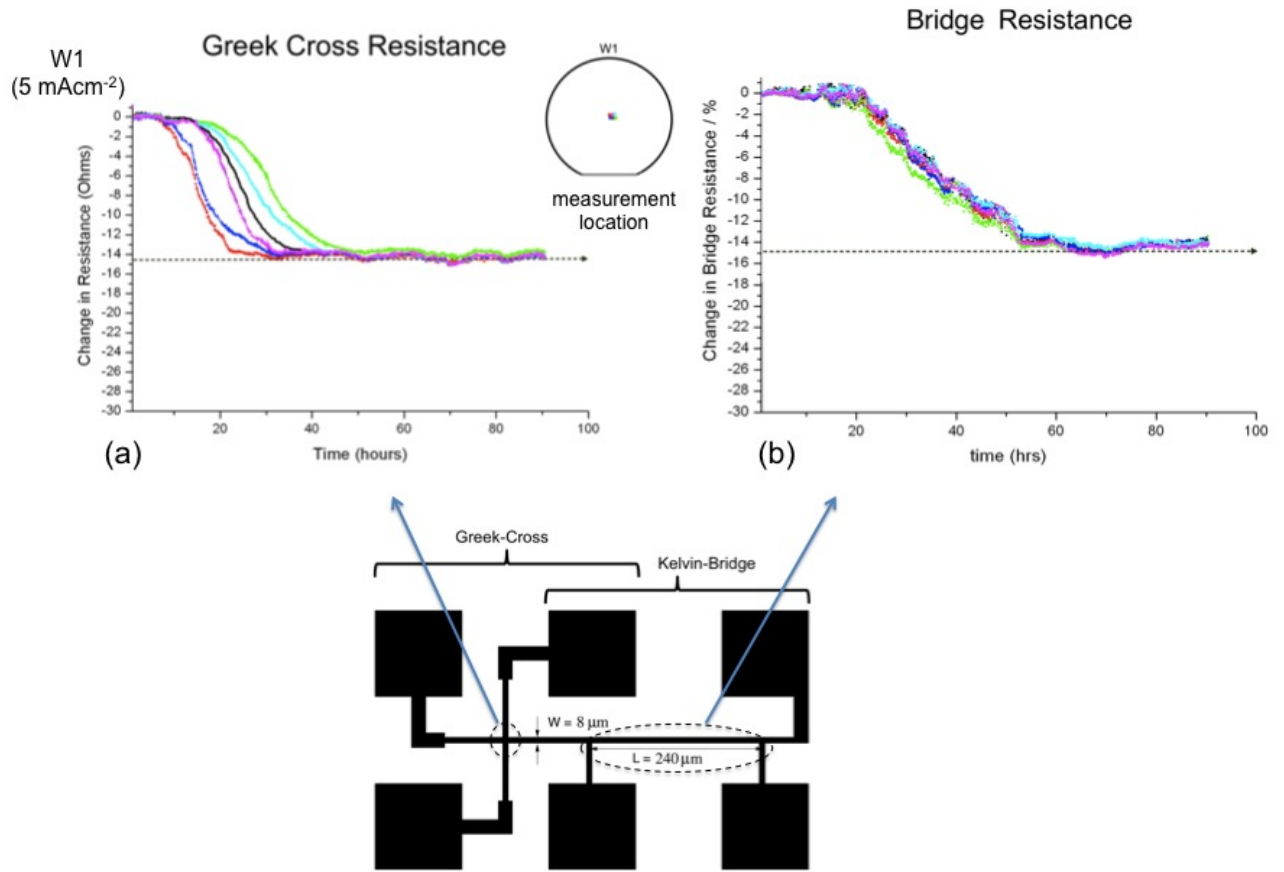 Bridge Resistance
Greek Cross Resistance
W1
(5 mAcm-2)
W1
measurement
location
Change in Resistance (Ohms)
0
-2
-4
-6
-8
-10
-12
-14
-16
-18
-20
-22
-24
-26
-28
-30
20
40
60
80
100
Time (hours)
(a)
Change in Bridge Resistance / %
0
-2
-4
-6
-8
-10
-12
-14
-16
-18
-20
-22
-24
-26
-28
-30
20
40
60
80
100
time (hrs)
(b)
Greek-Cross
Kelvin-Bridge
W = 8 µm
L = 240 µm